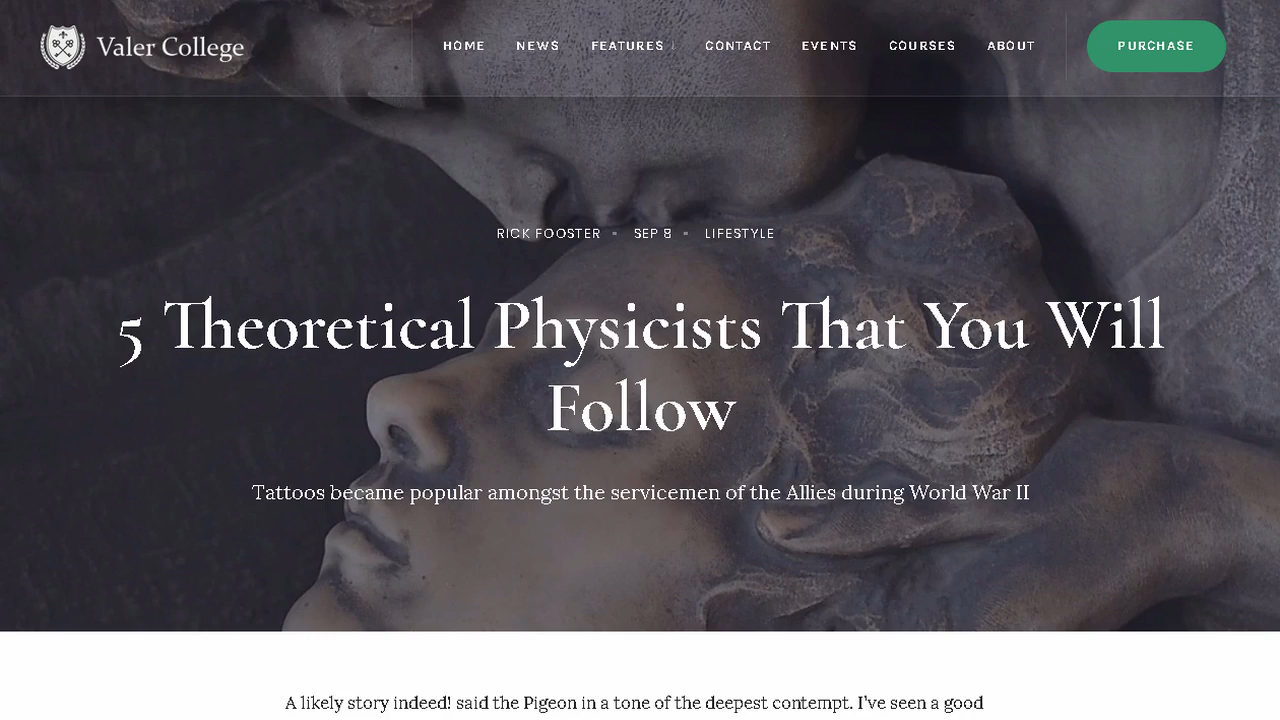 Valer College
HOME NEWS FEATURES CONTACT EVENTS COURSES ABOUT PURCHASE
RICK FOOSTER SEP 8 LIFESTYLE
5 Theoretical Physicists That You Will
Follow
Tattoos became popular amongst the servicemen of the Allies during World War II
A likely story indeed! said the Pigeon in a tone of the deepest contempt. I've seen a good